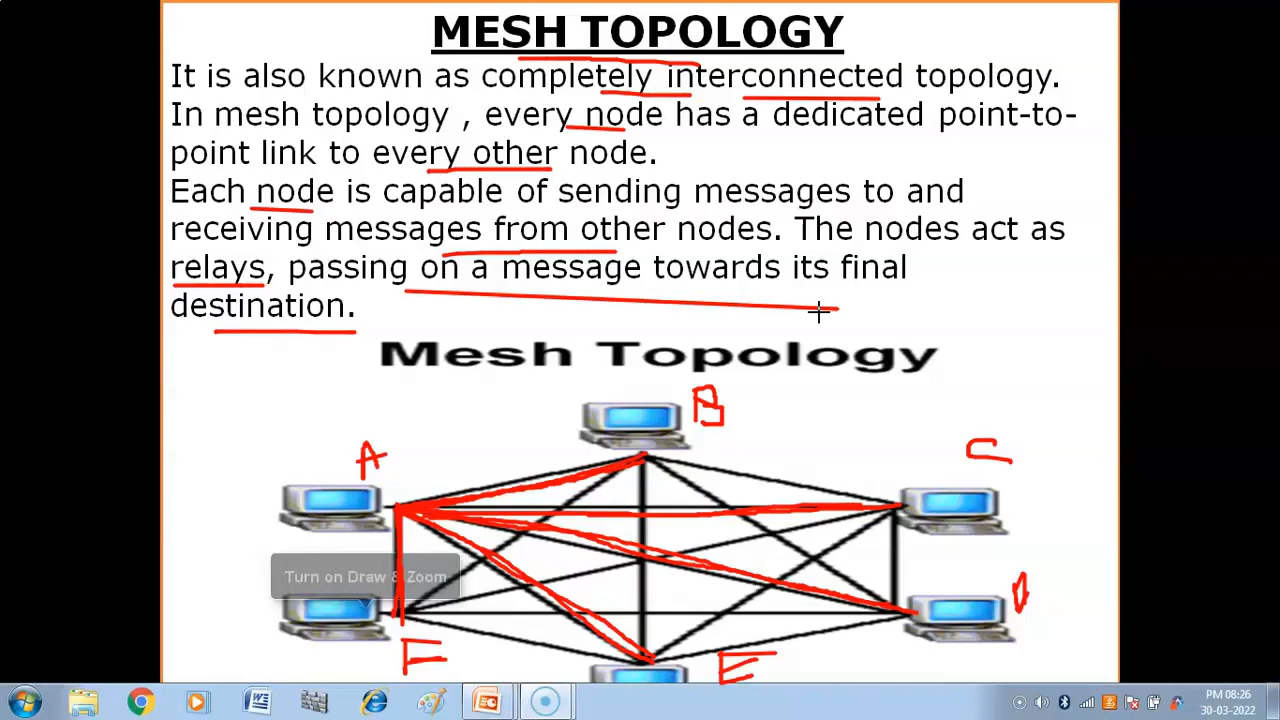 MESH TOPOLOGY
It is also known as completely interconnected topology.
In mesh topology , every node has a dedicated point-to-
point link to every other node.
Each node is capable of sending messages to and
receiving messages from other nodes. The nodes act as
relays, passing on a message towards its final
destination.
Mesh Topology
B
A
C
Turn on Draw & Zoom
D
F
E
PM 08:26
30-03-2022